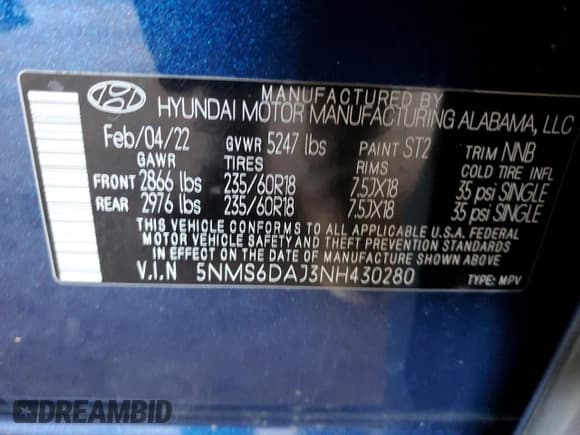 MANUFACTURED BY
HYUNDAI MOTOR MANUFACTURING ALABAMA, LLC
Feb/04/22 GVWR 5247 lbs PAINT ST2 TRIM NNB
GAWR TIRES RIMS COLD TIRE INFL
FRONT 2866 lbs 235/60R18 7.5JX18 35 psi SINGLE
REAR 2976 lbs 235/60R18 7.5JX18 35 psi SINGLE
THIS VEHICLE CONFORMS TO ALL APPLICABLE U.S.A. FEDERAL
MOTOR VEHICLE SAFETY AND THEFT PREVENTION STANDARDS
IN EFFECT ON THE DATE OF MANUFACTURE SHOWN ABOVE
V.I.N 5NMS6DAJ3NH430280 TYPE: MPV
DREAMBID